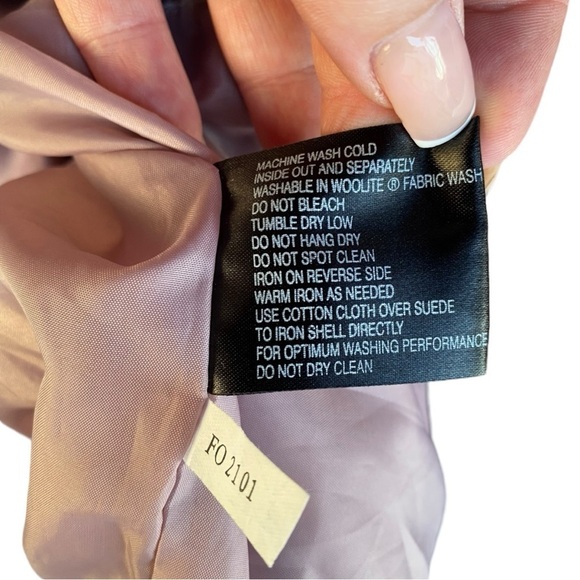 MACHINE WASH COLD
INSIDE OUT AND SEPARATELY
WASHABLE IN WOOLITE ® FABRIC WASH
DO NOT BLEACH
TUMBLE DRY LOW
DO NOT HANG DRY
DO NOT SPOT CLEAN
IRON ON REVERSE SIDE
WARM IRON AS NEEDED
USE COTTON CLOTH OVER SUEDE
TO IRON SHELL DIRECTLY
FOR OPTIMUM WASHING PERFORMANCE
DO NOT DRY CLEAN
FO2101